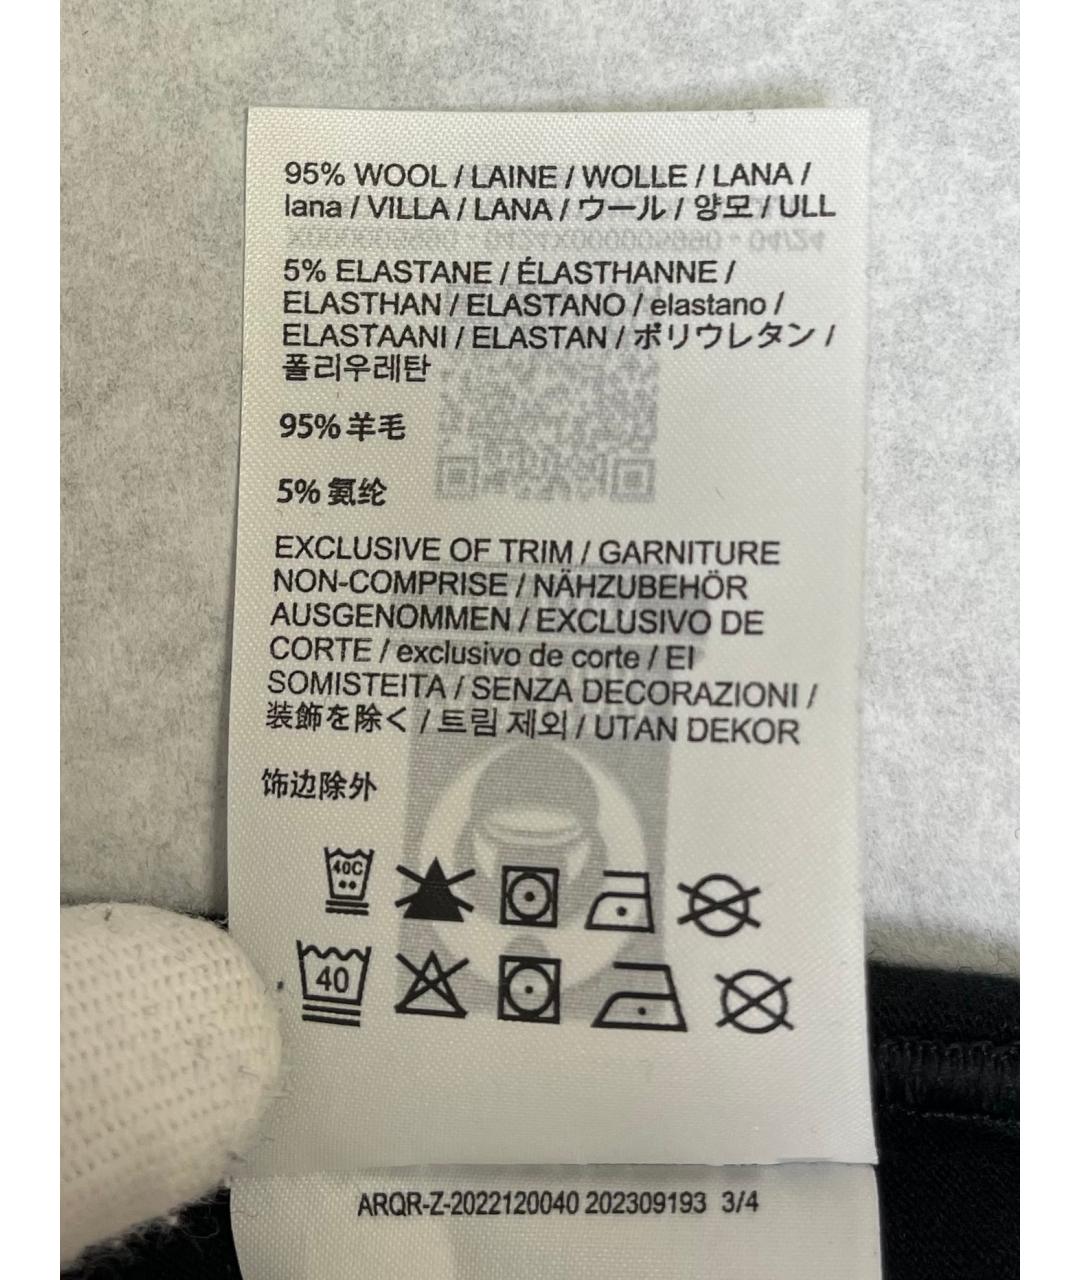 95% WOOL / LAINE / WOLLE / LANA /
lana / VILLA / LANA / ウール / 양모 / ULL
5% ELASTANE / ÉLASTHANNE /
ELASTHAN / ELASTANO / elastano /
ELASTAANI / ELASTAN / ポリウレタン /
폴리우레탄
95% 羊毛
5% 氨纶
EXCLUSIVE OF TRIM / GARNITURE
NON-COMPRISE / NÄHZUBEHÖR
AUSGENOMMEN / EXCLUSIVO DE
CORTE / exclusivo de corte / EI
SOMISTEITA / SENZA DECORAZIONI /
装飾を除く / 트림 제외 / UTAN DEKOR
饰边除外
40C
40
ARQR-Z-2022120040 202309193 3/4